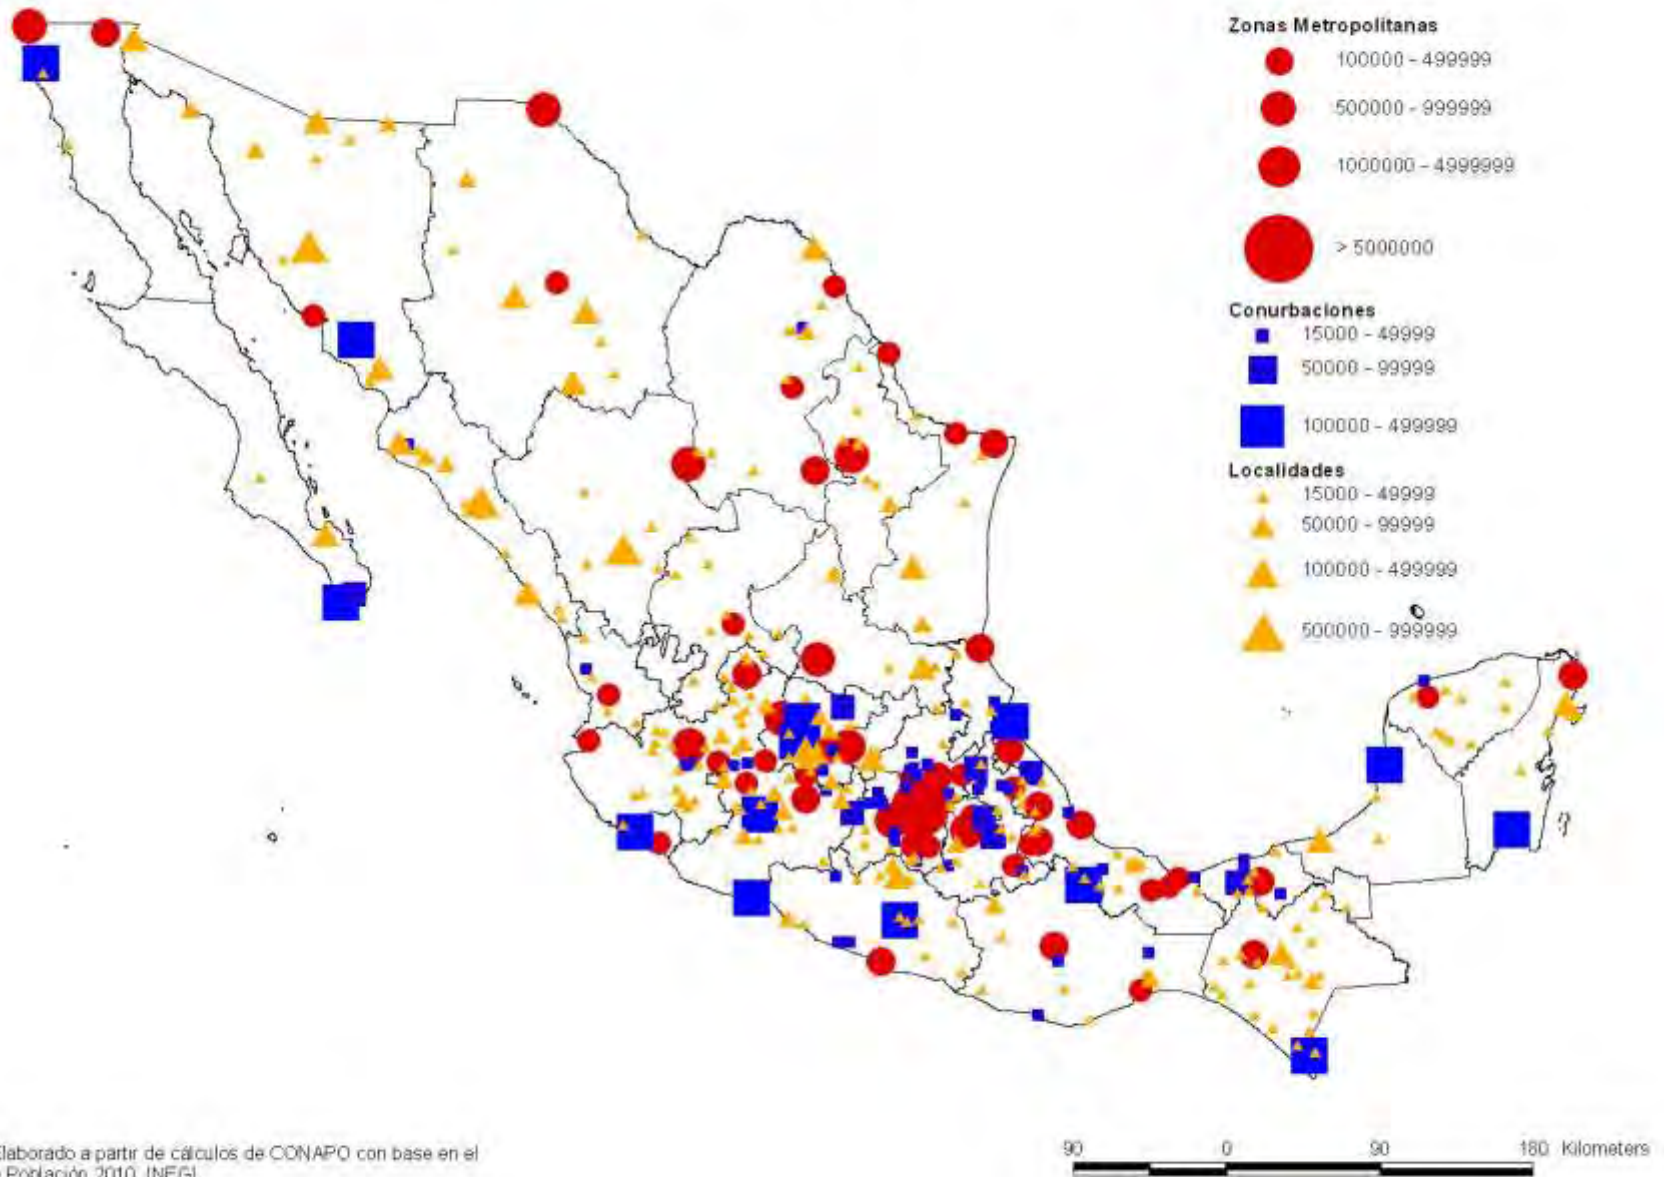 Zonas Metropolitanas
100000 - 499999
500000 - 999999
1000000 - 4999999
> 5000000
Conurbaciones
15000 - 49999
50000 - 99999
100000 - 499999
Localidades
15000 - 49999
50000 - 99999
100000 - 499999
500000 - 999999
Elaborado a partir de cálculos de CONAPO con base en el
Población 2010, INEGI
90 0 90 180 Kilometers